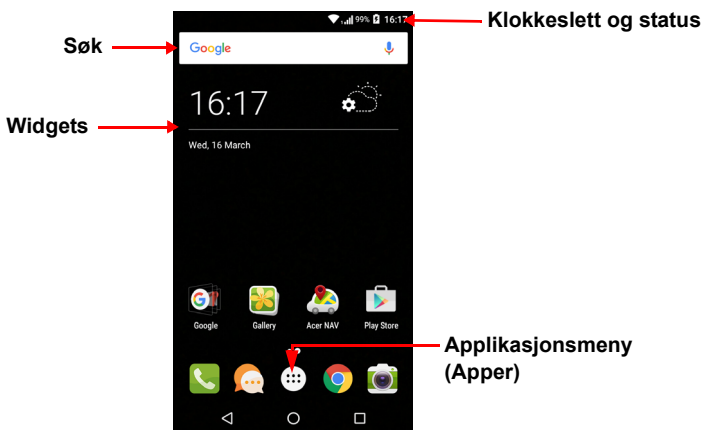 99% 16:17
Klokkeslett og status
Søk
Google
16:17
Widgets
Wed, 16 March
Google Gallery Acer NAV Play Store
Applikasjonsmeny
(Apper)